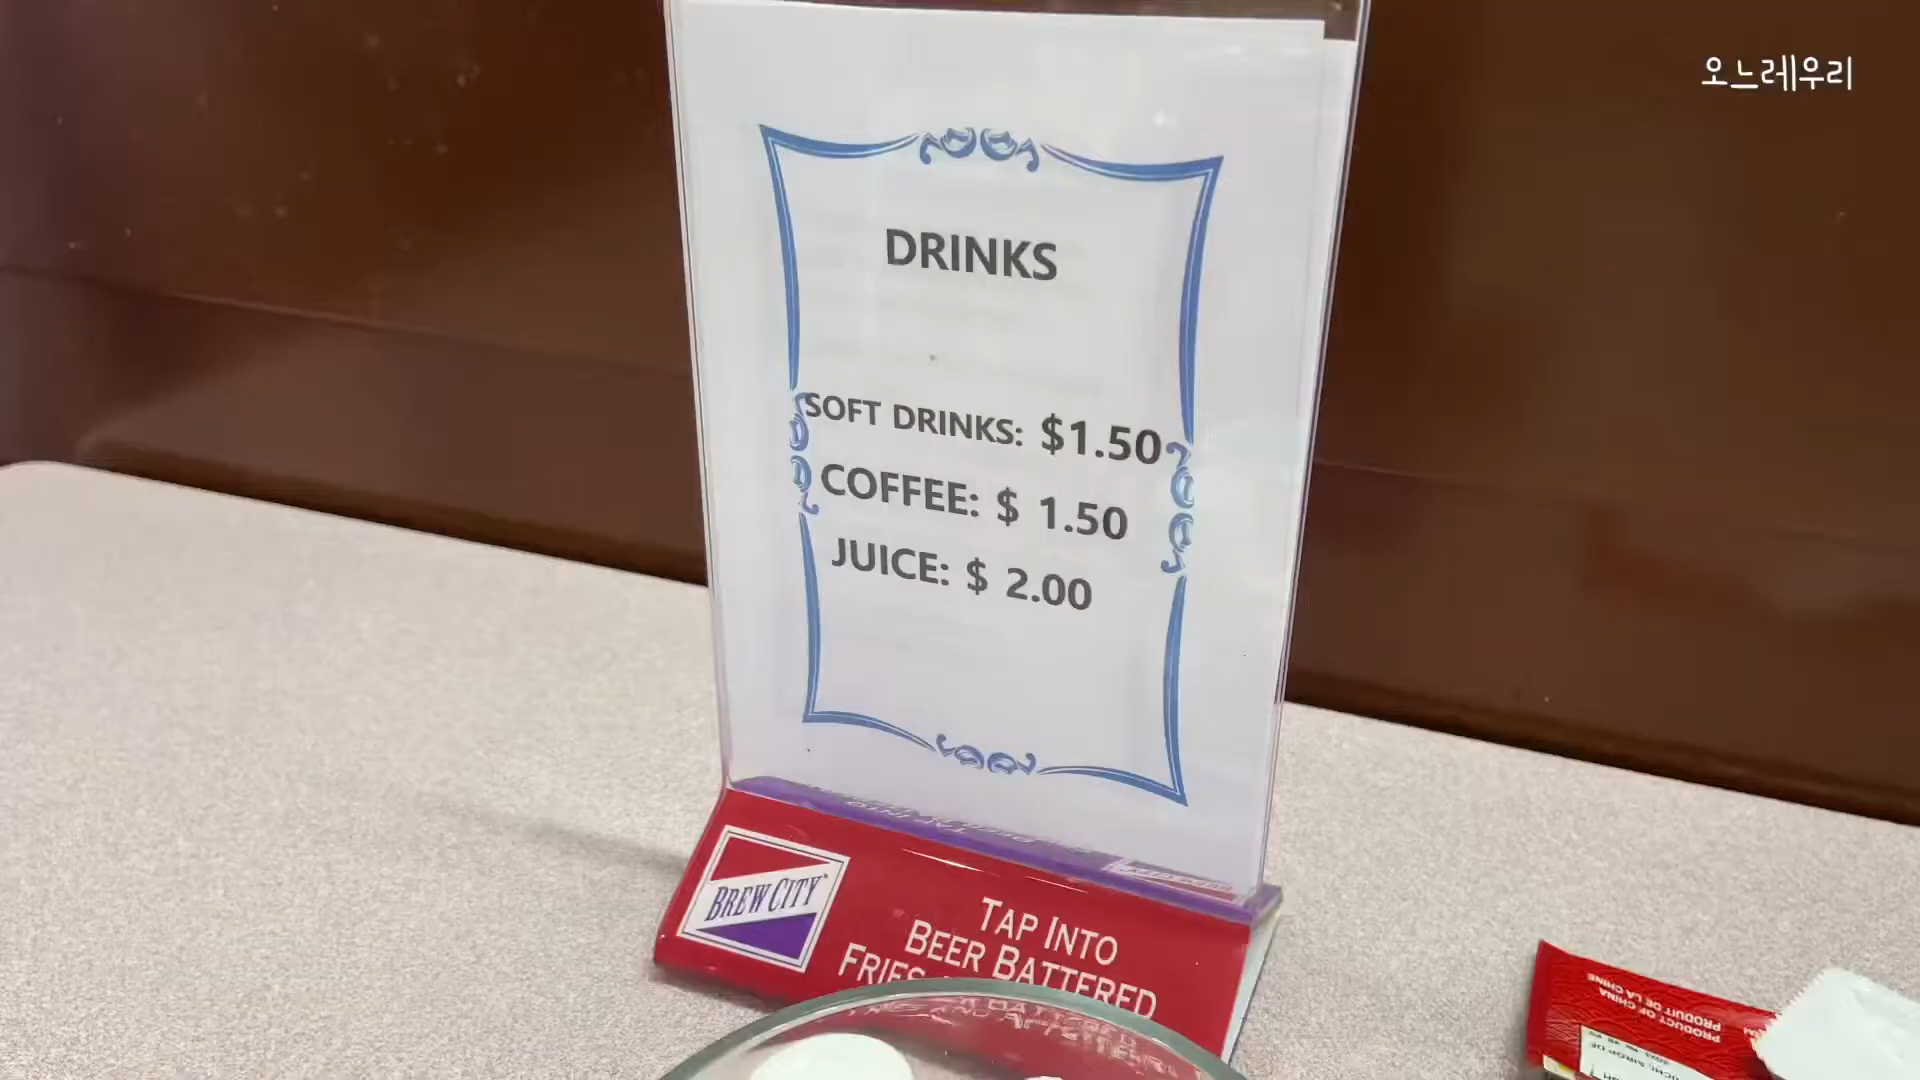 오느레우리
DRINKS
SOFT DRINKS: $1.50
COFFEE: $ 1.50
JUICE: $ 2.00
BREW CITY
TAP INTO
BEER BATTERED
FRIES
PRODUCT OF CHINA
PRODUIT DE LA CHINE